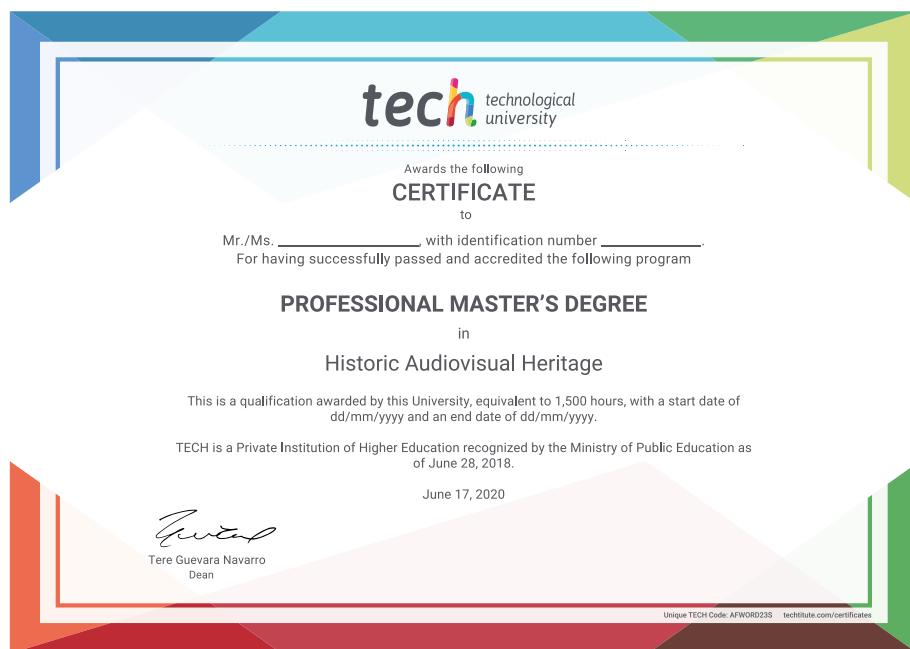 tech technological
university
Awards the following
CERTIFICATE
to
Mr./Ms. ____________________, with identification number ______________.
For having successfully passed and accredited the following program
PROFESSIONAL MASTER'S DEGREE
in
Historic Audiovisual Heritage
This is a qualification awarded by this University, equivalent to 1,500 hours, with a start date of
dd/mm/yyyy and an end date of dd/mm/yyyy.
TECH is a Private Institution of Higher Education recognized by the Ministry of Public Education as
of June 28, 2018.
June 17, 2020
Tere Guevara Navarro
Dean
Unique TECH Code: AFWORD23S techtitute.com/certificates